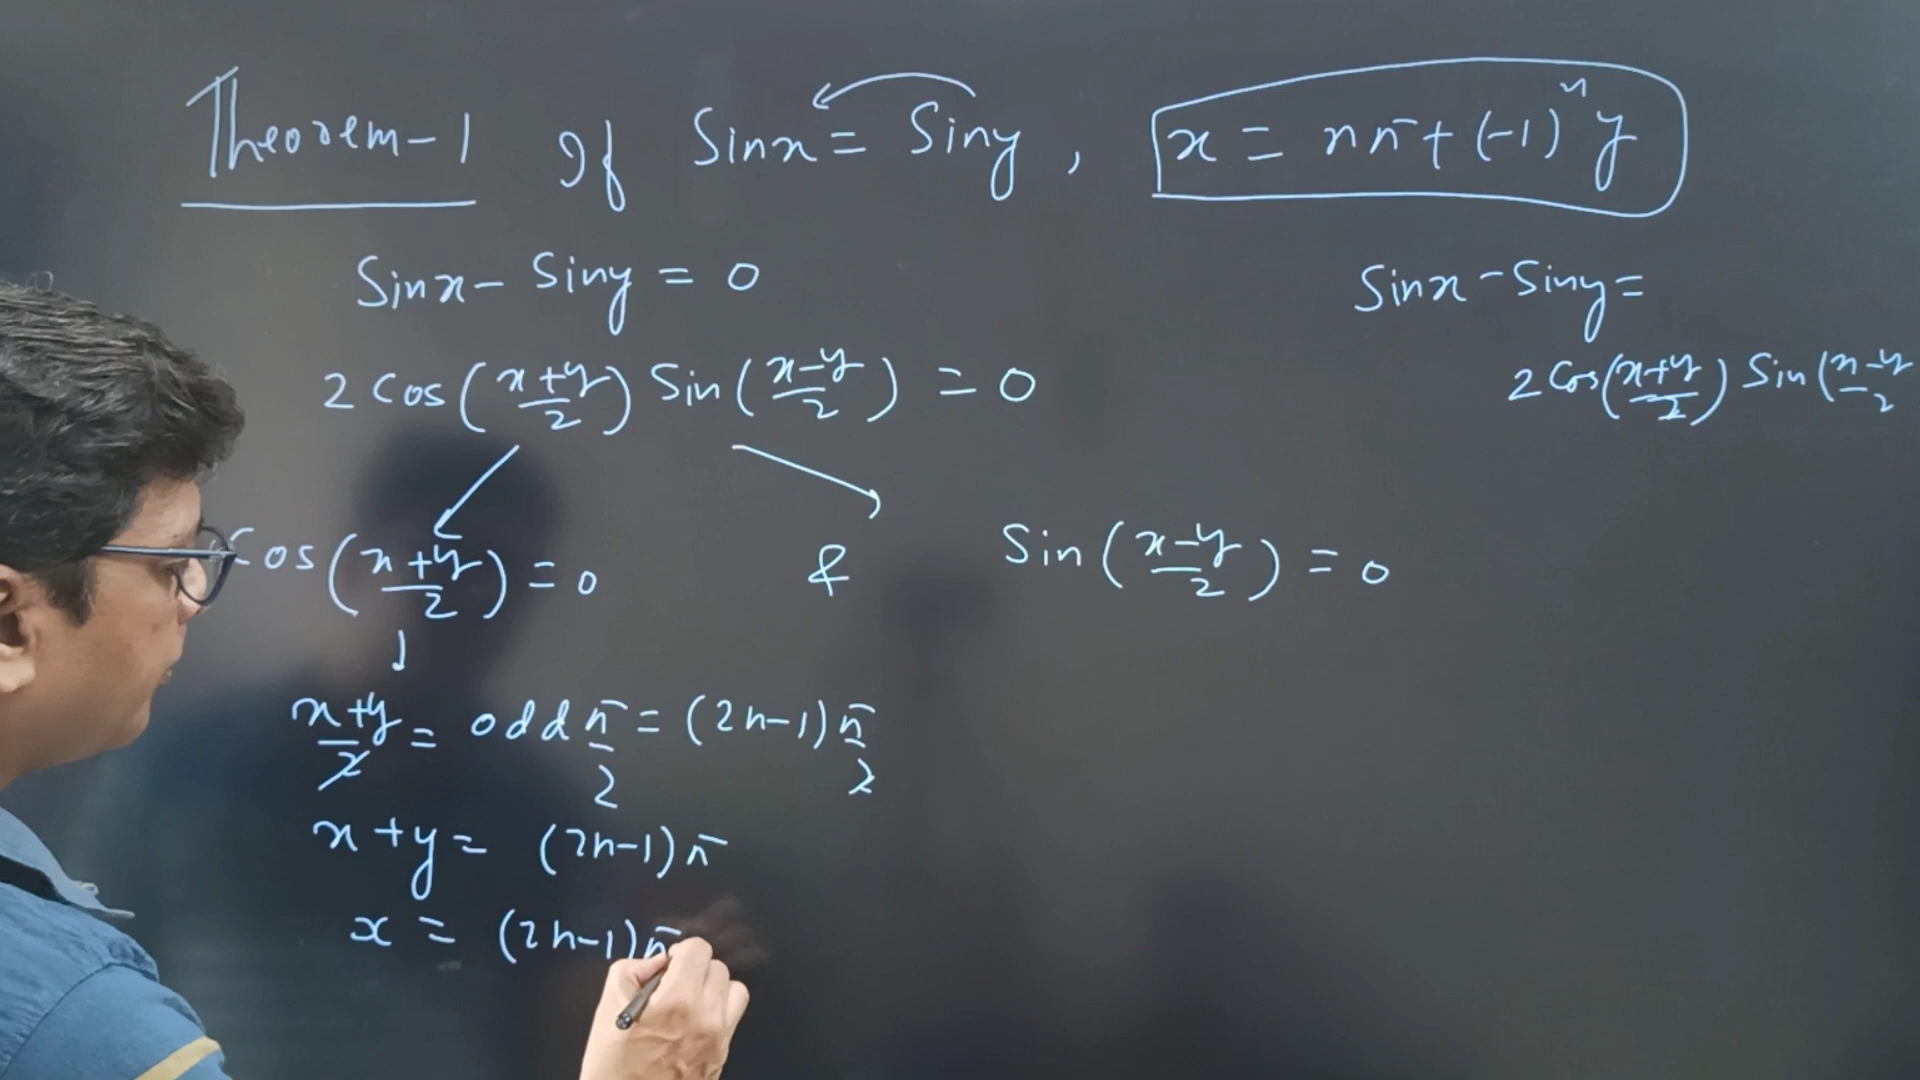 Theorem-1 If Sinx = Siny, x = nπ + (-1)ⁿ y
Sinx - Siny = 0
Sinx - Siny =
2 Cos(x+y/2) Sin(x-y/2) = 0
2 Cos(x+y/2) Sin(x-y/2
Cos(x+y/2) = 0 & Sin(x-y/2) = 0
x+y/2 = odd π/2 = (2n-1) π/2
x+y = (2n-1) π
x = (2n-1) π